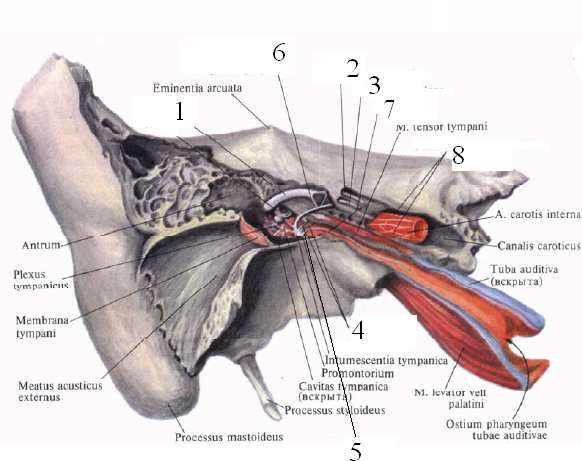 6
2
3
7
1
Eminentia arcuata
M. tensor tympani
8
A. carotis interna
Canalis caroticus
Antrum
Tuba auditiva
(вскрыта)
Plexus
tympanicus
Membrana
tympani
4
Intumescentia tympanica
Promontorium
Cavitas tympanica
(вскрыта)
Meatus acusticus
externus
M. levator veli
palatini
Processus styloideus
Ostium pharyngeum
tubae auditivae
Processus mastoideus
5